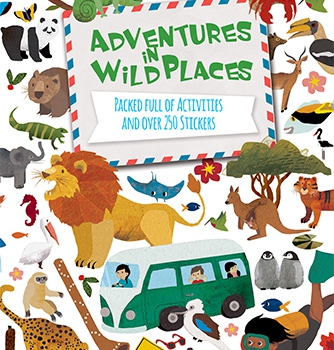 ADVENTURES
in
WILD PLACES
PACKED FULL OF ACTIVITIES
AND OVER 250 STICKERS